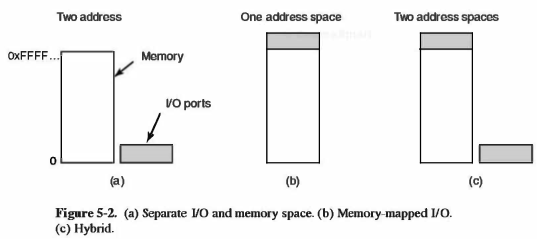 Two address
One address space
Two address spaces
0xFFFF...
Memory
I/O ports
0
(a)
(b)
(c)
Figure 5-2. (a) Separate I/O and memory space. (b) Memory-mapped I/O.
(c) Hybrid.